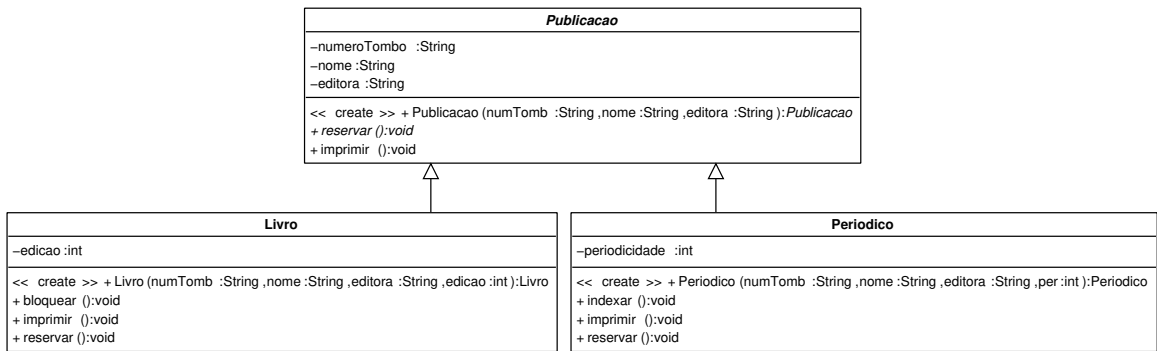 Publicacao
−numeroTombo :String
−nome :String
−editora :String
<< create >> + Publicacao (numTomb :String ,nome :String ,editora :String ):Publicacao
+ reservar ():void
+ imprimir ():void
Livro
−edicao :int
<< create >> + Livro (numTomb :String ,nome :String ,editora :String ,edicao :int ):Livro
+ bloquear ():void
+ imprimir ():void
+ reservar ():void
Periodico
−periodicidade :int
<< create >> + Periodico (numTomb :String ,nome :String ,editora :String ,per :int ):Periodico
+ indexar ():void
+ imprimir ():void
+ reservar ():void